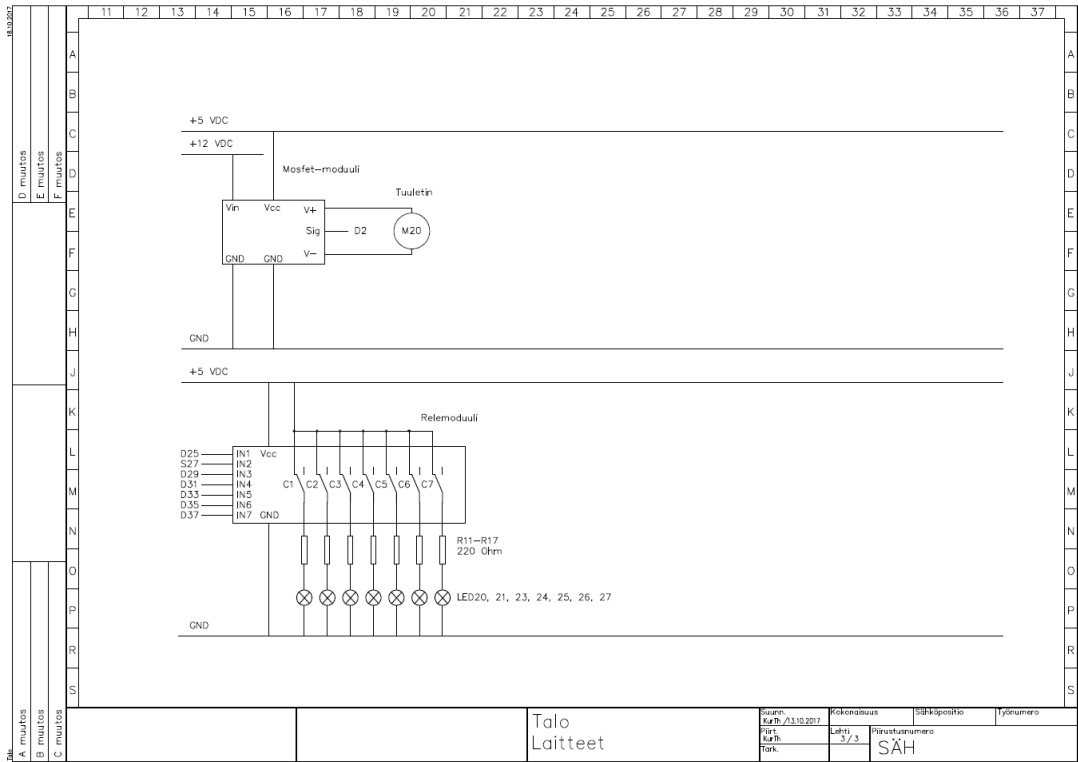 11 12 13 14 15 16 17 18 19 20 21 22 23 24 25 26 27 28 29 30 31 32 33 34 35 36 37
18.10.2017
A
B
C
D
E
F
G
H
J
K
L
M
N
O
P
R
S
A
B
C
D
E
F
G
H
J
K
L
M
N
O
P
R
S
D muutos
E muutos
F muutos
A muutos
B muutos
C muutos
Talo
+5 VDC
+12 VDC
Mosfet-moduuli
Tuuletin
Vin Vcc V+
Sig D2 M20
V-
GND GND
GND
+5 VDC
Relemoduuli
D25 IN1 Vcc
S27 IN2
D29 IN3
D31 IN4
D33 IN5
D35 IN6
D37 IN7 GND
C1 C2 C3 C4 C5 C6 C7
R11-R17
220 Ohm
LED20, 21, 23, 24, 25, 26, 27
GND
Talo
Laitteet
Suunn.
KurTh /13.10.2017
Piirt.
KurTh
Tark.
Kokonaisuus
Sähköpositio
Työnumero
Lehti
3 / 3
Piirustusnumero
SÄH